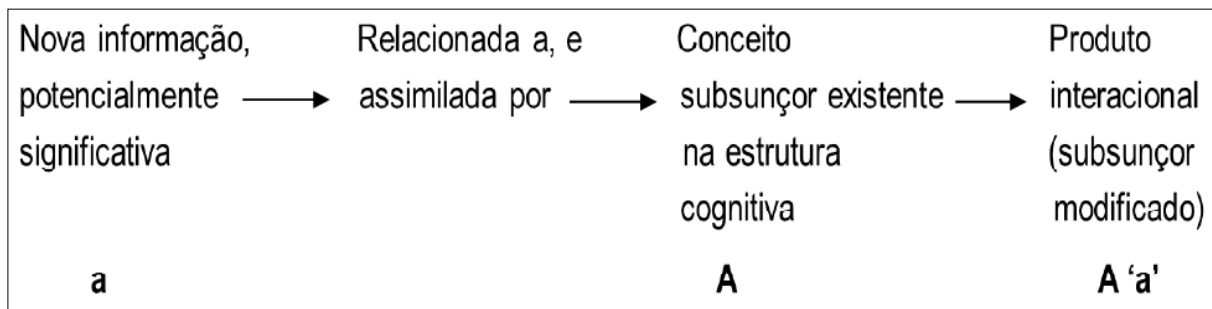 Nova informação,
potencialmente
significativa
Relacionada a, e
assimilada por
Conceito
subsunçor existente
na estrutura
cognitiva
Produto
interacional
(subsunçor
modificado)
a
A
A ‘a’